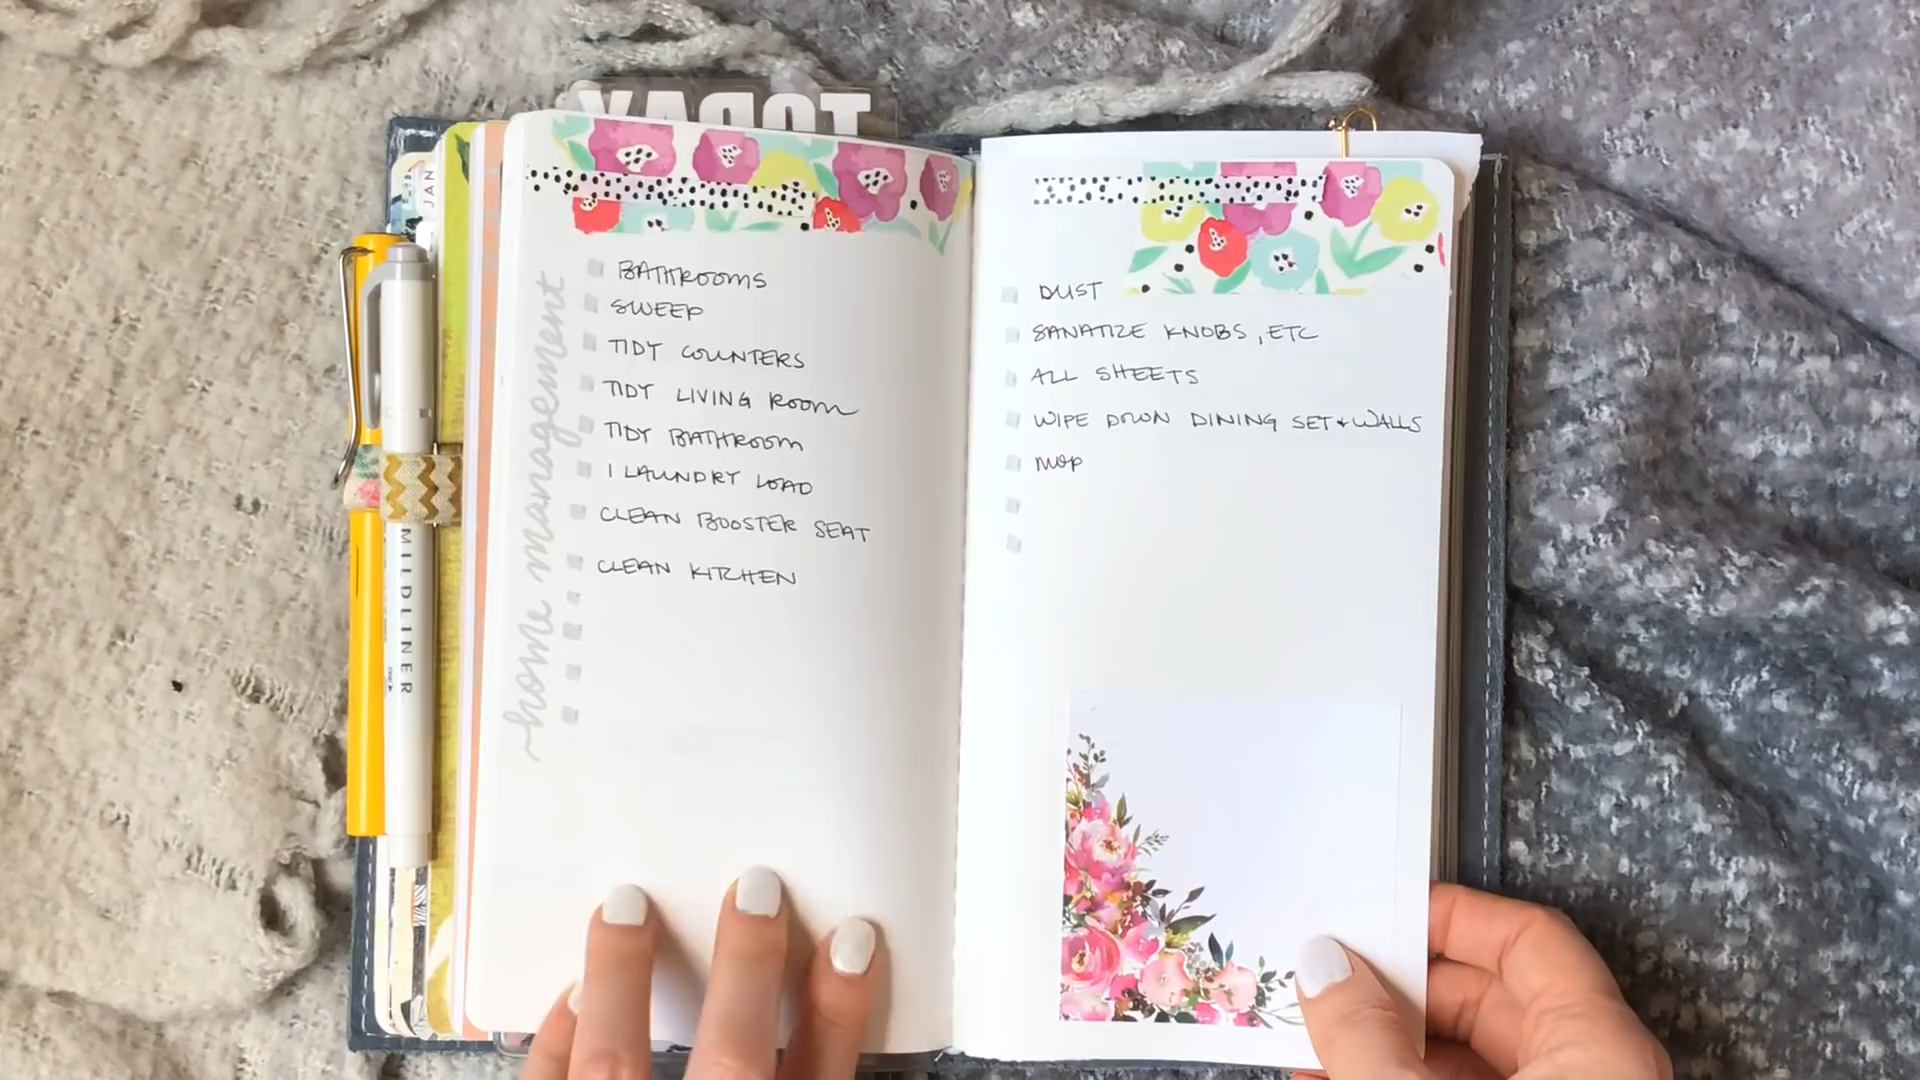 TODAY
JAN
MILDLINER
home management
BATHROOMS
SWEEP
TIDY COUNTERS
TIDY LIVING ROOM
TIDY BATHROOM
1 LAUNDRY LOAD
CLEAN BOOSTER SEAT
CLEAN KITCHEN
DUST
SANATIZE KNOBS, ETC
ALL SHEETS
WIPE DOWN DINING SET + WALLS
MOP